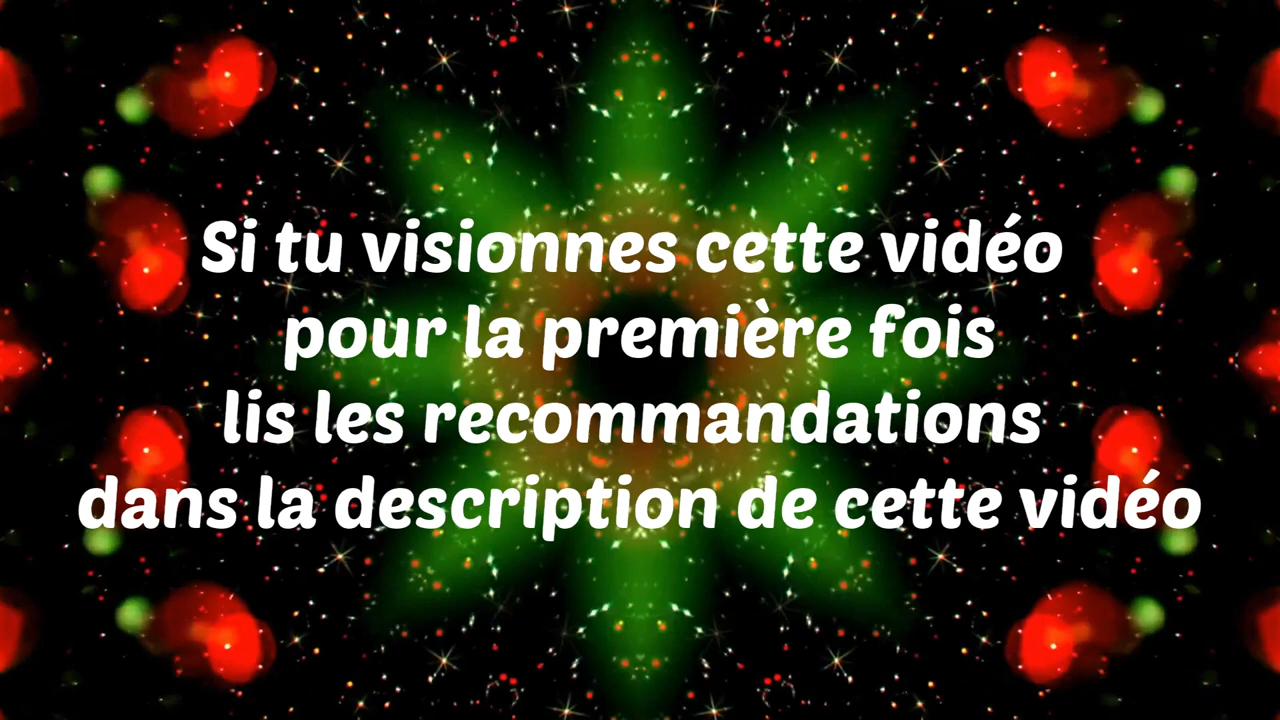 Si tu visionnes cette vidéo
pour la première fois
lis les recommandations
dans la description de cette vidéo